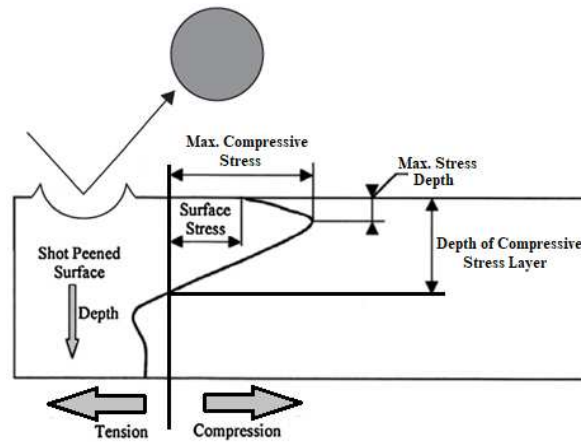 Max. Compressive
Stress
Max. Stress
Depth
Surface
Stress
Shot Peened
Surface
Depth of Compressive
Stress Layer
Depth
Tension
Compression